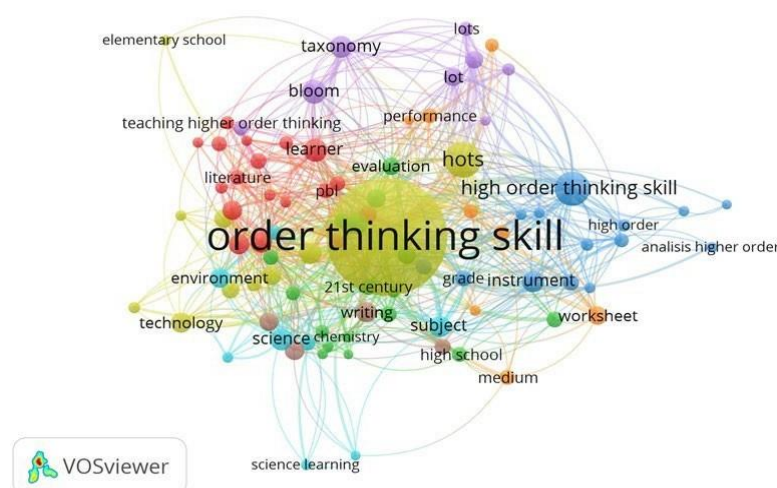 lots
elementary school
taxonomy
lot
bloom
performance
teaching higher order thinking
learner
evaluation
hots
literature
pbl
high order thinking skill
high order
order thinking skill
analisis higher order
environment
grade
instrument
21st century
writing
technology
subject
worksheet
science
chemistry
high school
medium
science learning
VOSviewer